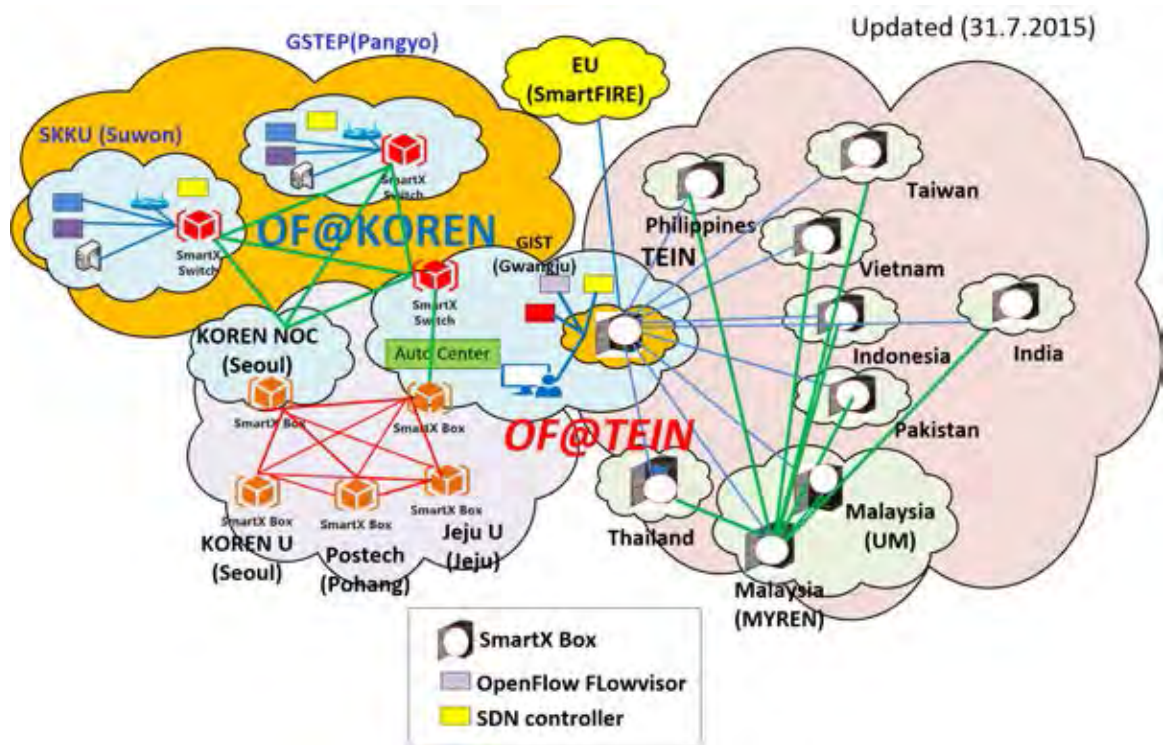 Updated (31.7.2015)
GSTEP(Pangyo)
EU
(SmartFIRE)
SKKU (Suwon)
SmartX
Switch
SmartX
Switch
OF@KOREN
Taiwan
Philippines
TEIN
GIST
(Gwangju)
Vietnam
SmartX
Switch
KOREN NOC
(Seoul)
Auto Center
Indonesia
India
SmartX Box
SmartX Box
OF@TEIN
Pakistan
SmartX Box
SmartX Box
SmartX Box
KOREN U
(Seoul)
Postech
(Pohang)
Jeju U
(Jeju)
Thailand
Malaysia
(UM)
Malaysia
(MYREN)
SmartX Box
OpenFlow FLowvisor
SDN controller